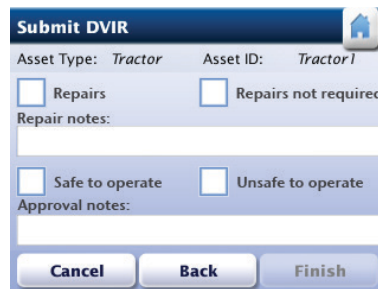 Submit DVIR
Asset Type: Tractor Asset ID: Tractor1
Repairs Repairs not required
Repair notes:
Safe to operate Unsafe to operate
Approval notes:
Cancel Back Finish